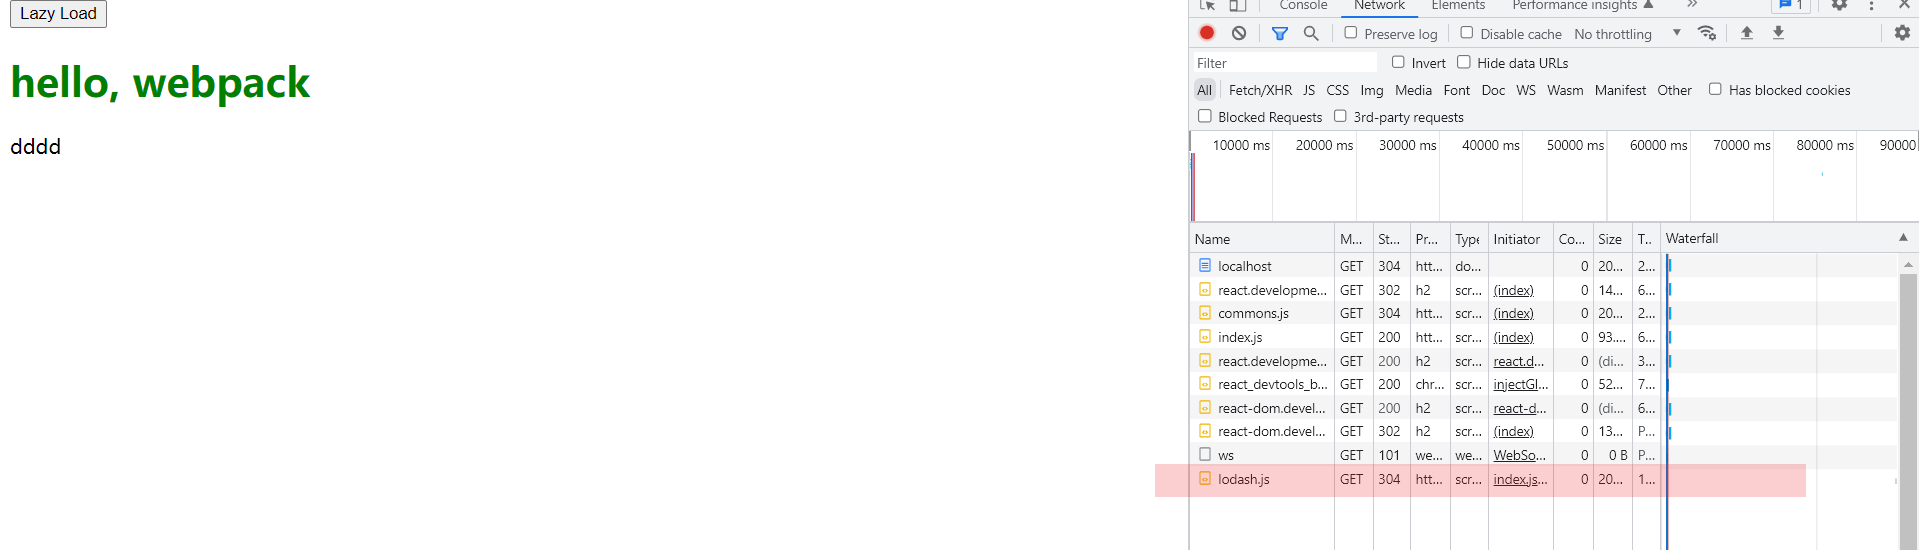 Lazy Load
hello, webpack
dddd
Console Network Elements Performance insights 1
Preserve log Disable cache No throttling
Filter Invert Hide data URLs
All Fetch/XHR JS CSS Img Media Font Doc WS Wasm Manifest Other Has blocked cookies
Blocked Requests 3rd-party requests
10000 ms 20000 ms 30000 ms 40000 ms 50000 ms 60000 ms 70000 ms 80000 ms 90000
Name M... St... Pr... Type Initiator Co... Size T.. Waterfall
localhost GET 304 htt... do... 0 20... 2...
react.developme... GET 302 h2 scr... (index) 0 14... 6...
commons.js GET 304 htt... scr... (index) 0 20... 2...
index.js GET 200 htt... scr... (index) 0 93.... 6...
react.developme... GET 200 h2 scr... react.d... 0 (di... 3...
react_devtools_b... GET 200 chr... scr... injectGl... 0 52... 7...
react-dom.devel... GET 200 h2 scr... react-d... 0 (di... 6...
react-dom.devel... GET 302 h2 scr... (index) 0 13... P...
ws GET 101 we... we... WebSo... 0 0 B P...
lodash.js GET 304 htt... scr... index.js... 0 20... 1...